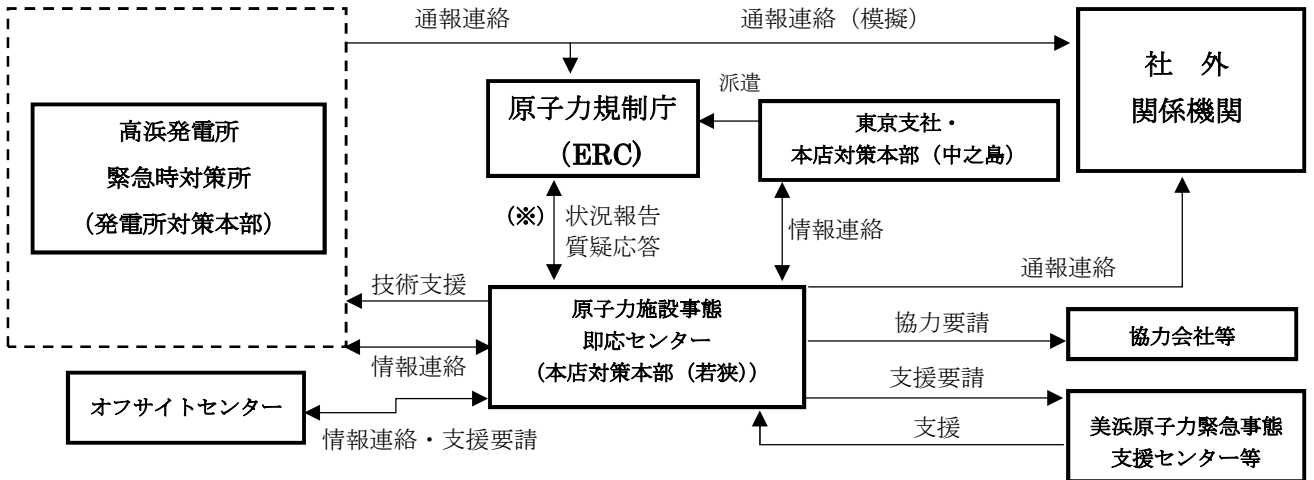 通報連絡
通報連絡（模擬）
社　外
関係機関
高浜発電所
緊急時対策所
（発電所対策本部）
原子力規制庁
（ERC）
派遣
東京支社・
本店対策本部（中之島）
（※）
状況報告
質疑応答
情報連絡
通報連絡
技術支援
原子力施設事態
即応センター
（本店対策本部（若狭））
協力要請
協力会社等
情報連絡
支援要請
オフサイトセンター
情報連絡・支援要請
支援
美浜原子力緊急事態
支援センター等